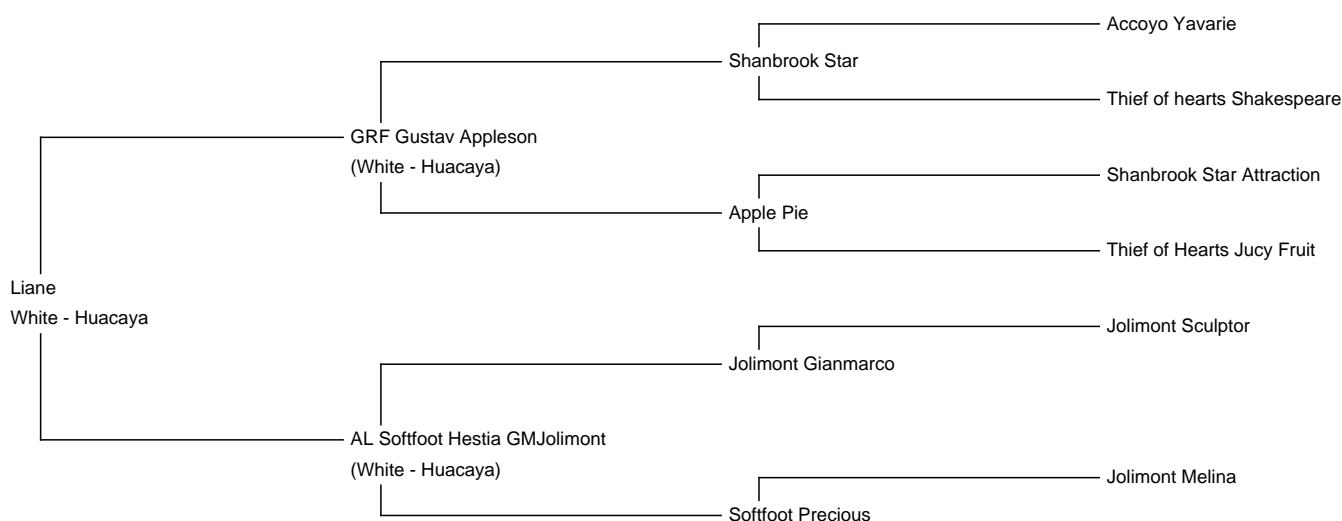 Accoyo Yavarie
Shanbrook Star
Thief of hearts Shakespeare
GRF Gustav Appleson
(White - Huacaya)
Shanbrook Star Attraction
Apple Pie
Thief of Hearts Jucy Fruit
Liane
White - Huacaya
Jolimont Sculptor
Jolimont Gianmarco
AL Softfoot Hestia GMJolimont
(White - Huacaya)
Jolimont Melina
Softfoot Precious